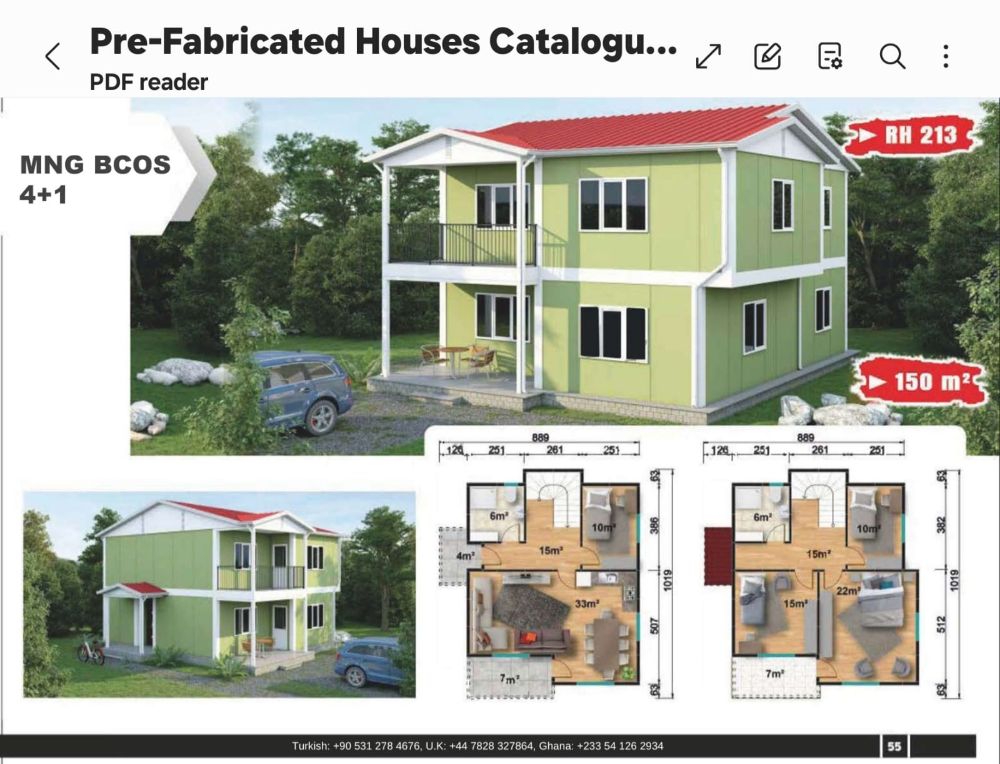 Pre-Fabricated Houses Catalogu...
PDF reader
MNG BCOS
4+1
RH 213
150 m²
889
126 251 261 251
63
6m²
10m²
386
4m²
15m²
1019
33m²
507
7m²
63
889
126 251 261 251
63
6m²
10m²
382
15m²
1019
15m²
22m²
512
7m²
63
Turkish: +90 531 278 4676, U.K: +44 7828 327864, Ghana: +233 54 126 2934
55